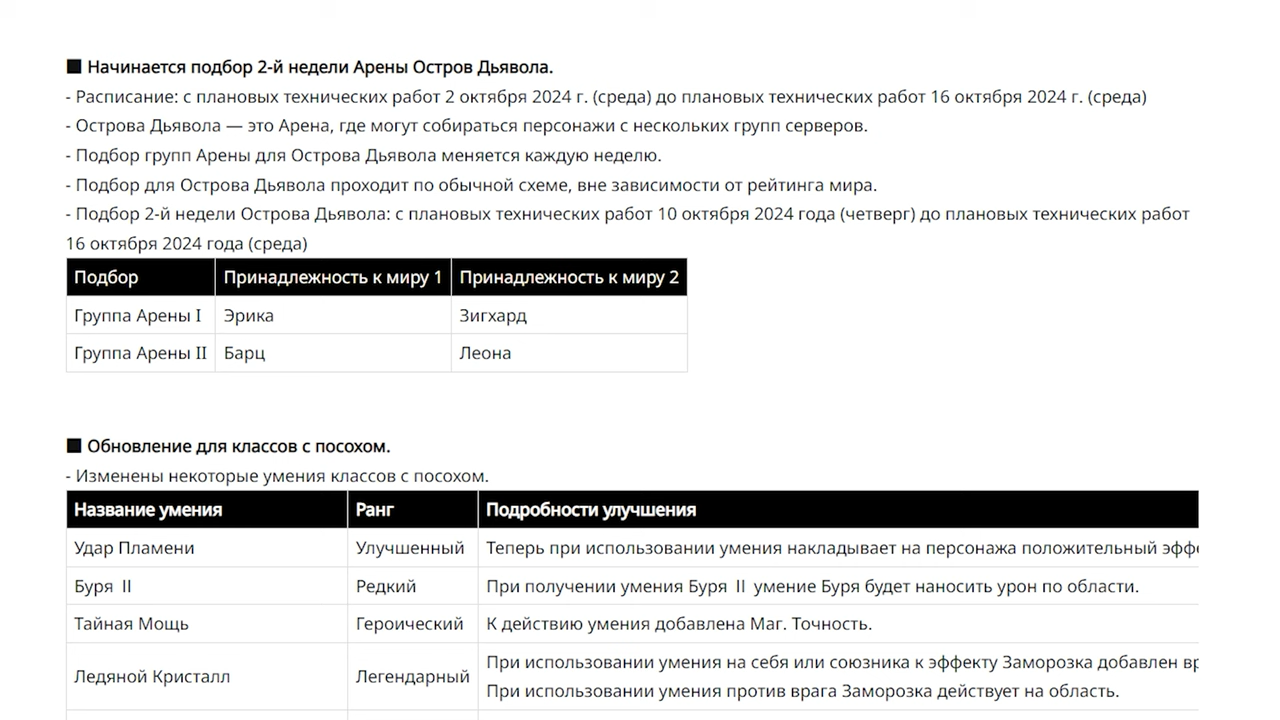 ■ Начинается подбор 2-й недели Арены Остров Дьявола.
- Расписание: с плановых технических работ 2 октября 2024 г. (среда) до плановых технических работ 16 октября 2024 г. (среда)
- Острова Дьявола — это Арена, где могут собираться персонажи с нескольких групп серверов.
- Подбор групп Арены для Острова Дьявола меняется каждую неделю.
- Подбор для Острова Дьявола проходит по обычной схеме, вне зависимости от рейтинга мира.
- Подбор 2-й недели Острова Дьявола: с плановых технических работ 10 октября 2024 года (четверг) до плановых технических работ
16 октября 2024 года (среда)
Подбор Принадлежность к миру 1 Принадлежность к миру 2
Группа Арены I Эрика Зигхард
Группа Арены II Барц Леона
■ Обновление для классов с посохом.
- Изменены некоторые умения классов с посохом.
Название умения Ранг Подробности улучшения
Удар Пламени Улучшенный Теперь при использовании умения накладывает на персонажа положительный
Буря II Редкий При получении умения Буря II умение Буря будет наносить урон по области.
Тайная Мощь Героический К действию умения добавлена Маг. Точность.
Ледяной Кристалл Легендарный При использовании умения на себя или союзника к эффекту Заморозка добавлен
При использовании умения против врага Заморозка действует на область.